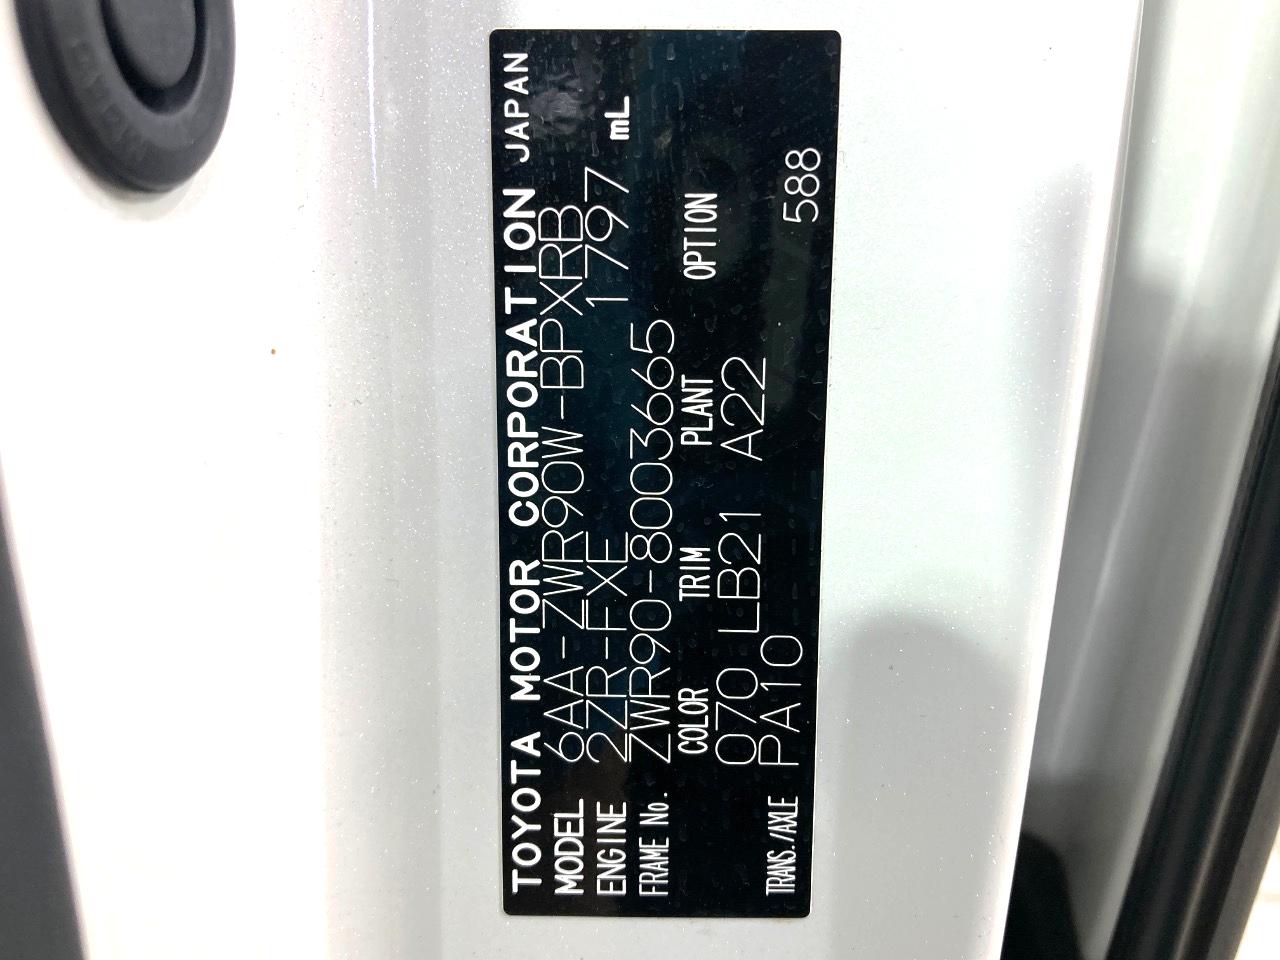 TOYOTA MOTOR CORPORATION JAPAN
MODEL 6AA-ZWR90W-BPXRB
ENGINE 2ZR-FXE 1797 mL
FRAME No. ZWR90-8003665
COLOR TRIM PLANT OPTION
070 LB21 A22
TRANS./AXLE PA10 588